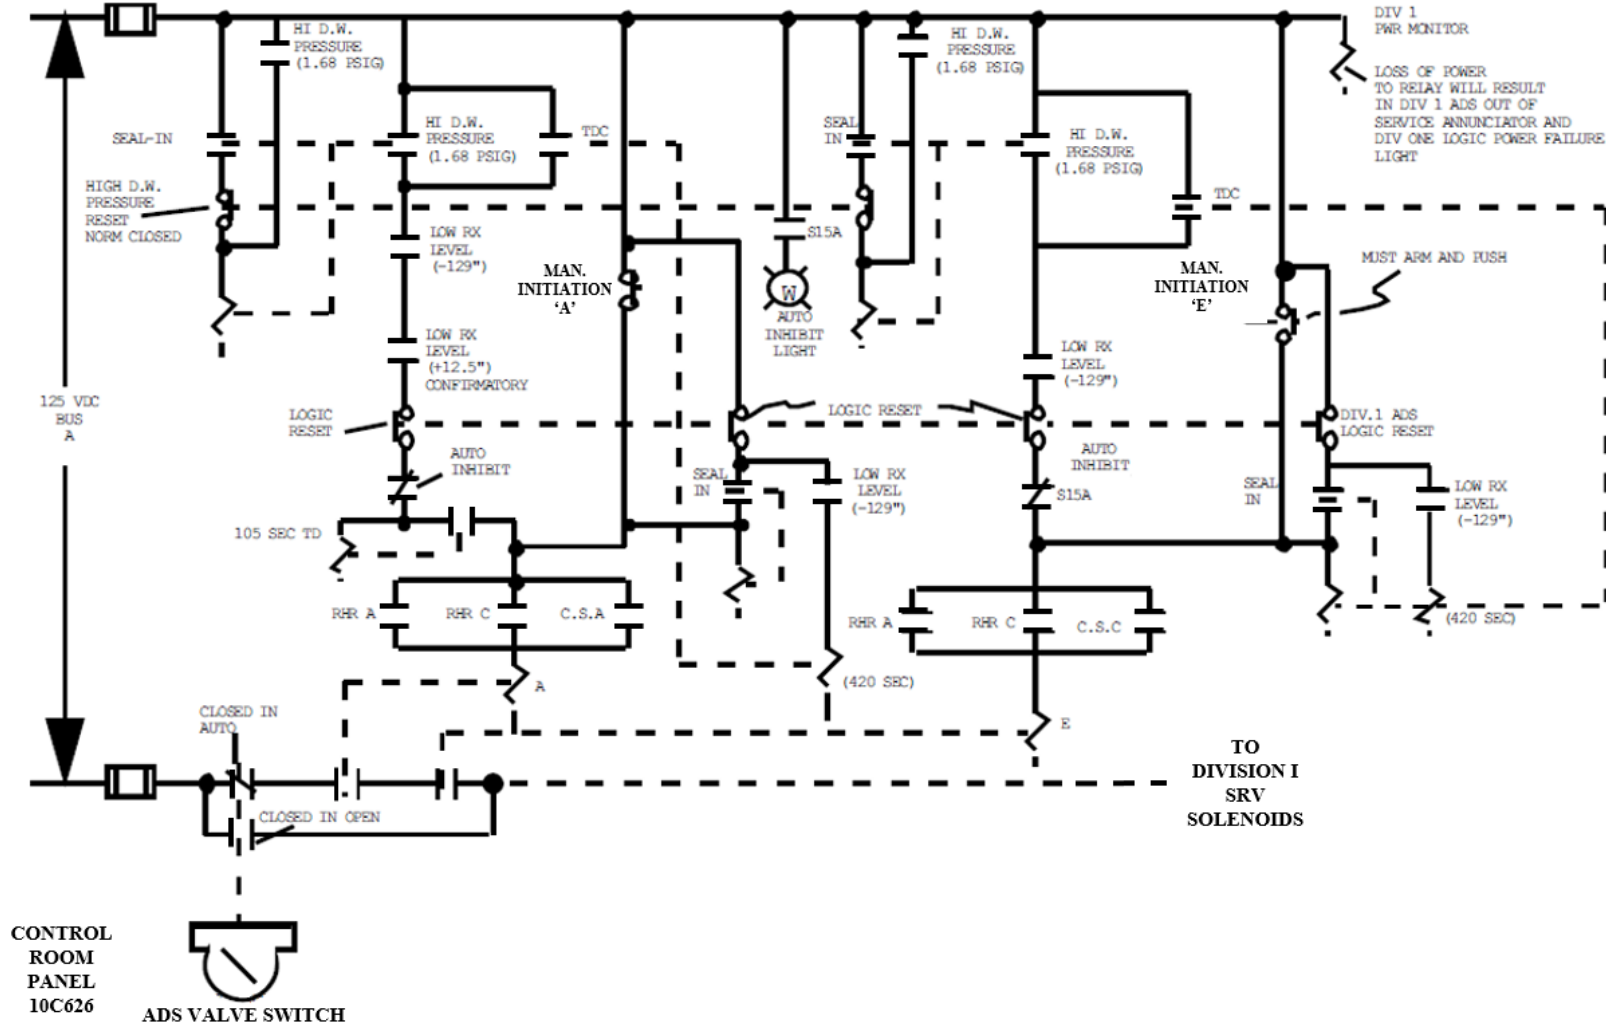 DIV 1
PWR MONITOR
HI D.W.
PRESSURE
(1.68 PSIG)
HI D.W.
PRESSURE
(1.68 PSIG)
LOSS OF POWER
TO RELAY WILL RESULT
IN DIV 1 ADS OUT OF
SERVICE ANNUNCIATOR AND
DIV ONE LOGIC POWER FAILURE
LIGHT
SEAL-IN
HI D.W.
PRESSURE
(1.68 PSIG)
TDC
SEAL
IN
HI D.W.
PRESSURE
(1.68 PSIG)
TDC
HIGH D.W.
PRESSURE
RESET
NORM CLOSED
LOW RX
LEVEL
(-129")
MAN.
INITIATION
‘A’
S15A
W
AUTO
INHIBIT
LIGHT
MAN.
INITIATION
‘E’
MUST ARM AND PUSH
LOW RX
LEVEL
(+12.5")
CONFIRMATORY
LOW RX
LEVEL
(-129")
125 VDC
BUS
A
LOGIC
RESET
LOGIC RESET
DIV.1 ADS
LOGIC RESET
AUTO
INHIBIT
AUTO
INHIBIT
S15A
SEAL
IN
LOW RX
LEVEL
(-129")
SEAL
IN
LOW RX
LEVEL
(-129")
105 SEC TD
RHR A
RHR C
C.S.A
RHR A
RHR C
C.S.C
(420 SEC)
A
(420 SEC)
E
CLOSED IN
AUTO
CLOSED IN OPEN
TO
DIVISION I
SRV
SOLENOIDS
CONTROL
ROOM
PANEL
10C626
ADS VALVE SWITCH